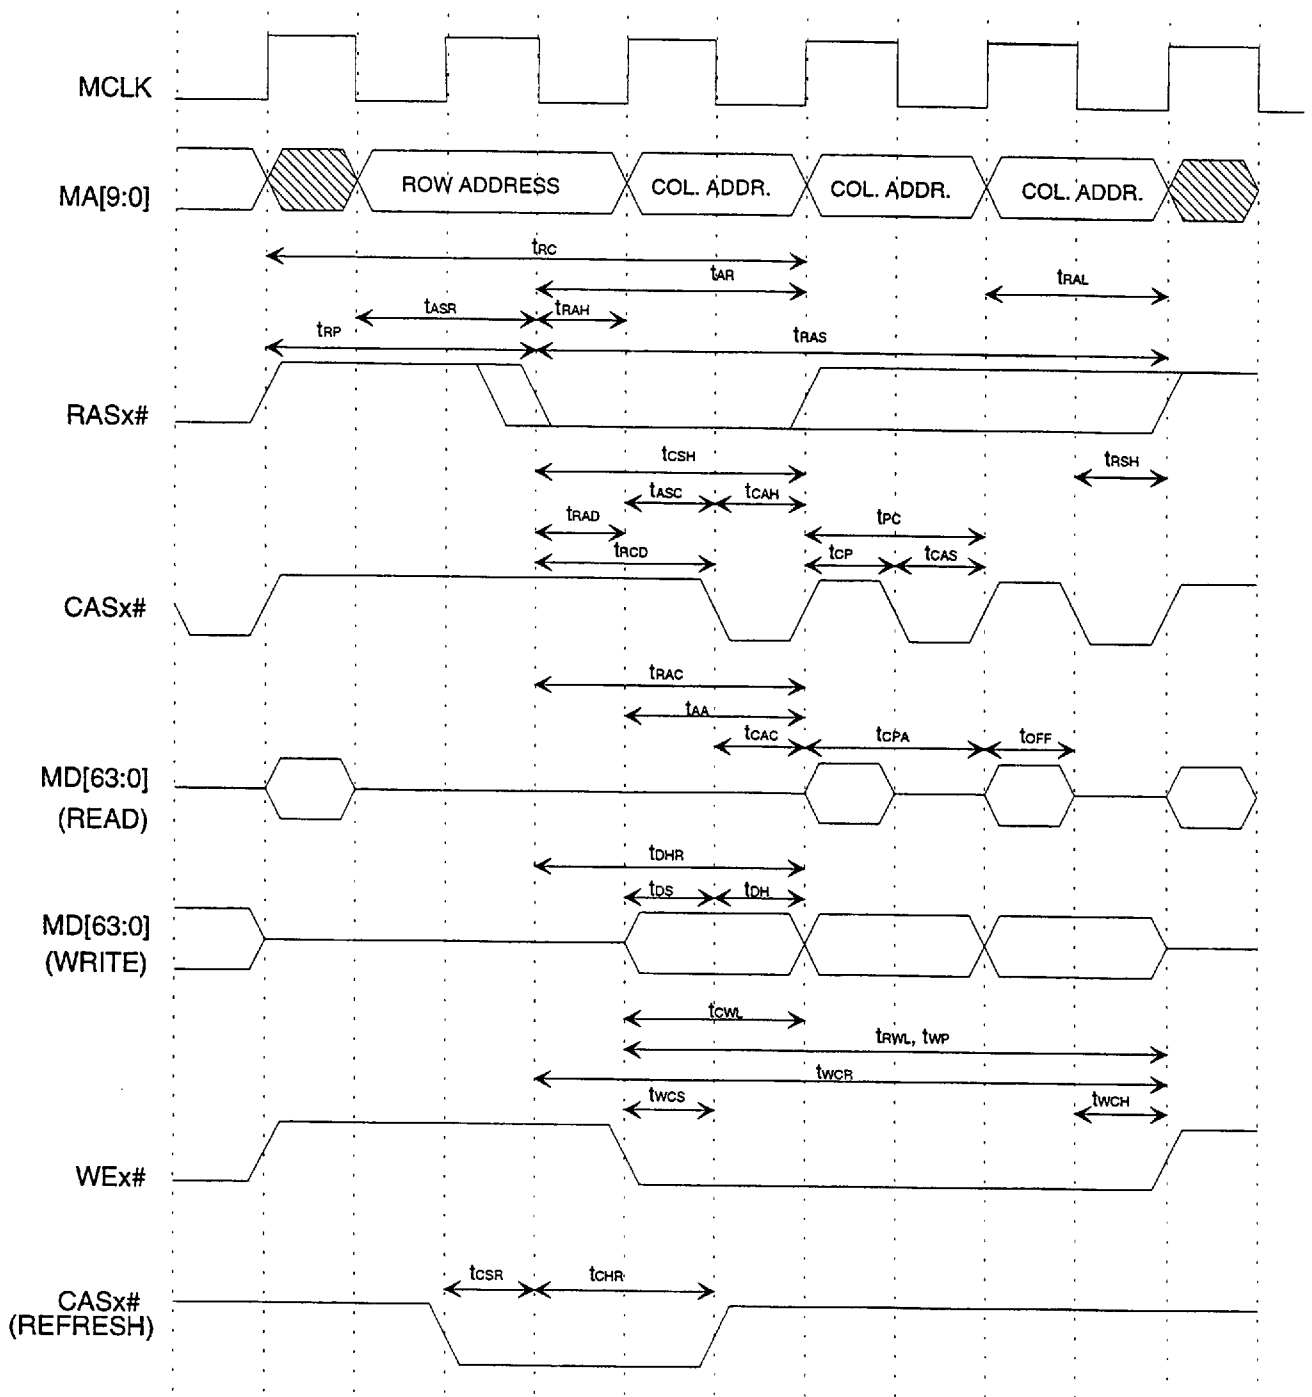 MCLK
MA[9:0]
ROW ADDRESS
COL. ADDR.
COL. ADDR.
COL. ADDR.
tRC
tAR
tRAL
tASR
tRAH
tRP
tRAS
RASx#
tCSH
tRSH
tASC
tCAH
tRAD
tPC
tRCD
tCP
tCAS
CASx#
tRAC
tAA
tCAC
tCPA
tOFF
MD[63:0]
(READ)
tDHR
tDS
tDH
MD[63:0]
(WRITE)
tCWL
tRWL, tWP
tWCR
tWCS
tWCH
WEx#
tCSR
tCHR
CASx#
(REFRESH)